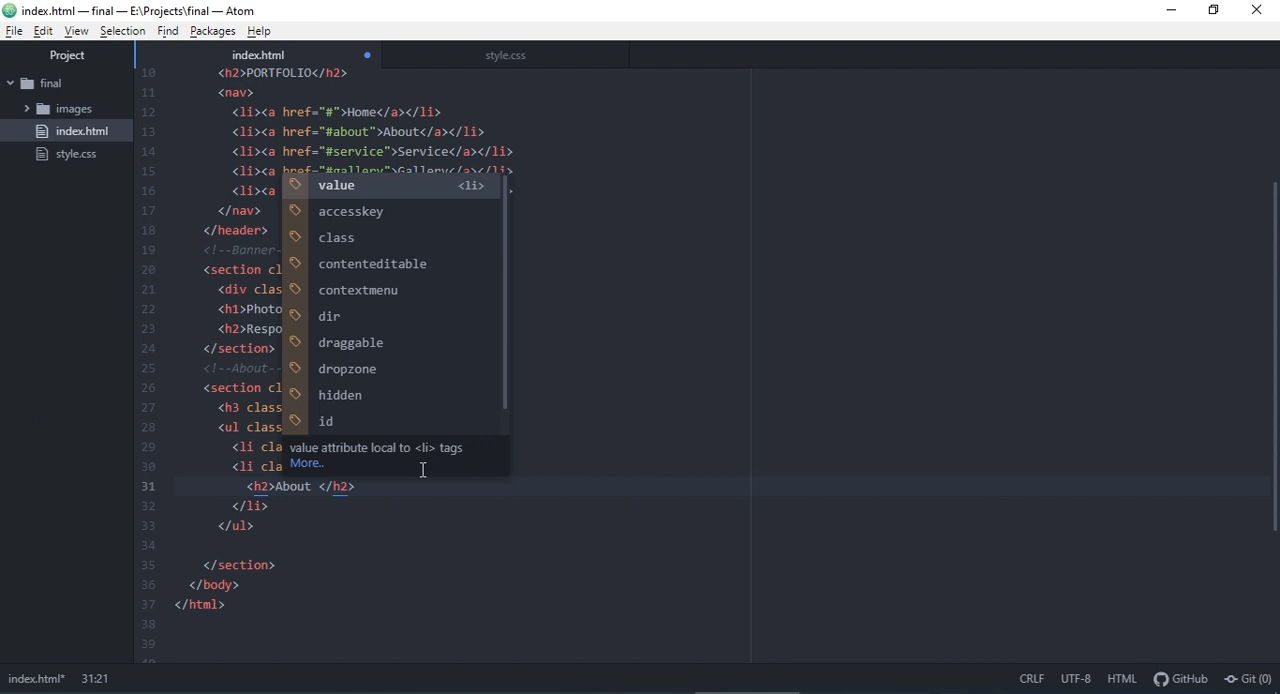 index.html — final — E:\Projects\final — Atom
File Edit View Selection Find Packages Help
Project
index.html
style.css
final
images
index.html
style.css
10 <h2>PORTFOLIO</h2>
11 <nav>
12 <li><a href="#">Home</a></li>
13 <li><a href="#about">About</a></li>
14 <li><a href="#service">Service</a></li>
15 <li><a href="#gallery">Gallery</a></li>
16 <li><a
17 </nav>
18 </header>
19 <!--Banner-
20 <section cl
21 <div clas
22 <h1>Photo
23 <h2>Respo
24 </section>
25 <!--About--
26 <section cl
27 <h3 class
28 <ul class
29 <li cla
30 <li cla
31 <h2>About </h2>
32 </li>
33 </ul>
34
35 </section>
36 </body>
37 </html>
38
39
value <li>
accesskey
class
contenteditable
contextmenu
dir
draggable
dropzone
hidden
id
value attribute local to <li> tags
More..
index.html* 31:21
CRLF UTF-8 HTML GitHub Git (0)